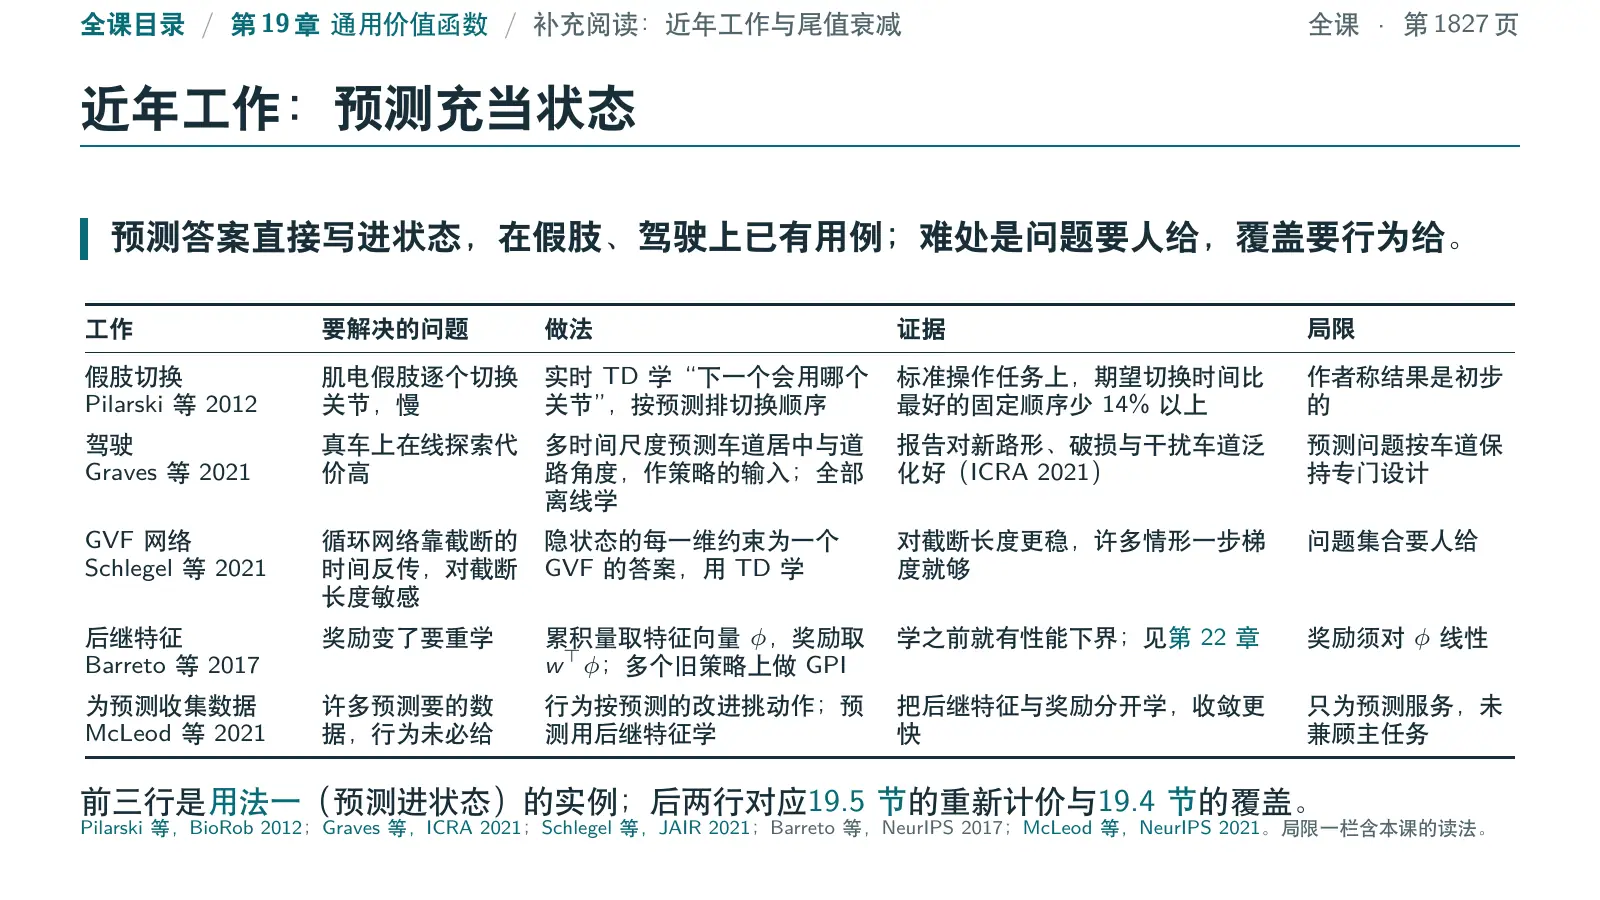 全课目录 / 第 19 章 通用价值函数 / 补充阅读：近年工作与尾值衰减
全课 · 第 1827 页
近年工作：预测充当状态
预测答案直接写进状态，在假肢、驾驶上已有用例；难处是问题要人给，覆盖要行为给。
工作 要解决的问题 做法 证据 局限
假肢切换
Pilarski 等 2012
肌电假肢逐个切换
关节，慢
实时 TD 学 “下一个会用哪个
关节”，按预测排切换顺序
标准操作任务上，期望切换时间比
最好的固定顺序少 14% 以上
作者称结果是初步
的
驾驶
Graves 等 2021
真车上在线探索代
价高
多时间尺度预测车道居中与道
路角度，作策略的输入；全部
离线学
报告对新路形、破损与干扰车道泛
化好（ICRA 2021）
预测问题按车道保
持专门设计
GVF 网络
Schlegel 等 2021
循环网络靠截断的
时间反传，对截断
长度敏感
隐状态的每一维约束为一个
GVF 的答案，用 TD 学
对截断长度更稳，许多情形一步梯
度就够
问题集合要人给
后继特征
Barreto 等 2017
奖励变了要重学
累积量取特征向量 ϕ，奖励取
w⊤ϕ；多个旧策略上做 GPI
学之前就有性能下界；见第 22 章
奖励须对 ϕ 线性
为预测收集数据
McLeod 等 2021
许多预测要的数
据，行为未必给
行为按预测的改进挑动作；预
测用后继特征学
把后继特征与奖励分开学，收敛更
快
只为预测服务，未
兼顾主任务
前三行是用法一（预测进状态）的实例；后两行对应19.5 节的重新计价与19.4 节的覆盖。
Pilarski 等，BioRob 2012；Graves 等，ICRA 2021；Schlegel 等，JAIR 2021；Barreto 等，NeurIPS 2017；McLeod 等，NeurIPS 2021。局限一栏含本课的读法。